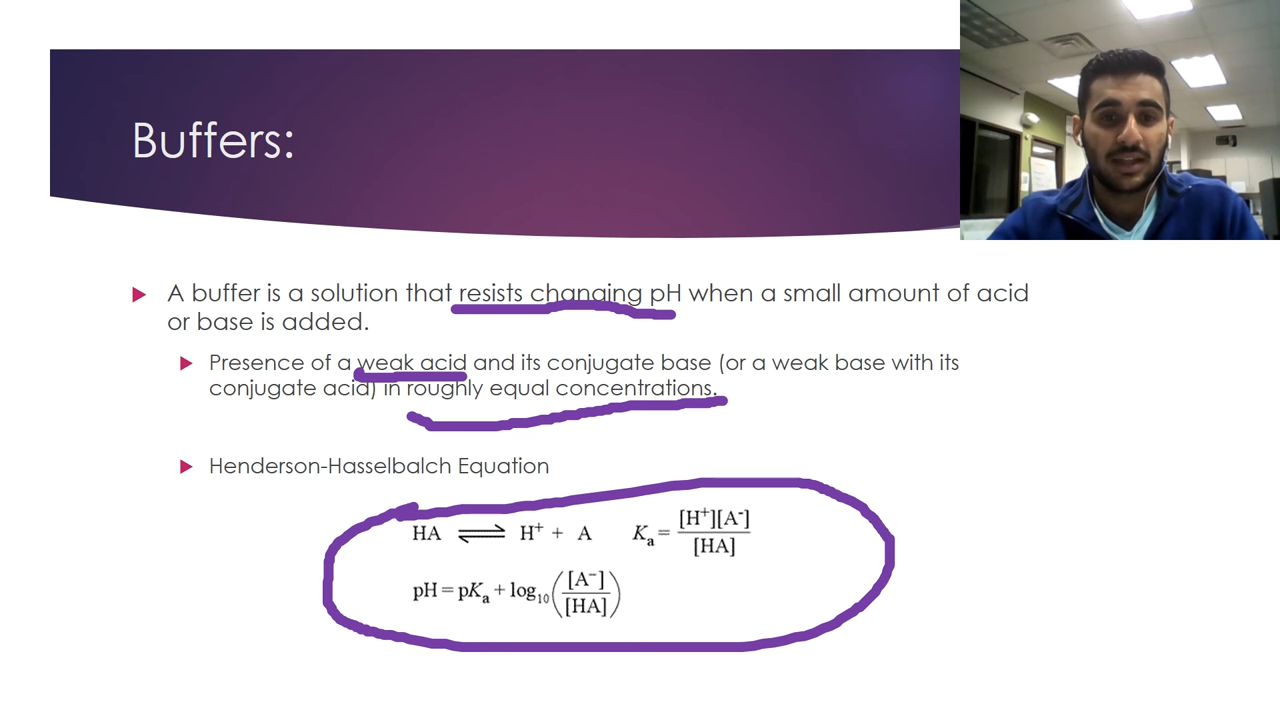 Buffers:
A buffer is a solution that resists changing pH when a small amount of acid
or base is added.
Presence of a weak acid and its conjugate base (or a weak base with its
conjugate acid) in roughly equal concentrations.
Henderson-Hasselbalch Equation
HA ⇌ H⁺ + A   Kₐ = [H⁺][A⁻] / [HA]
pH = pKₐ + log₁₀([A⁻] / [HA])